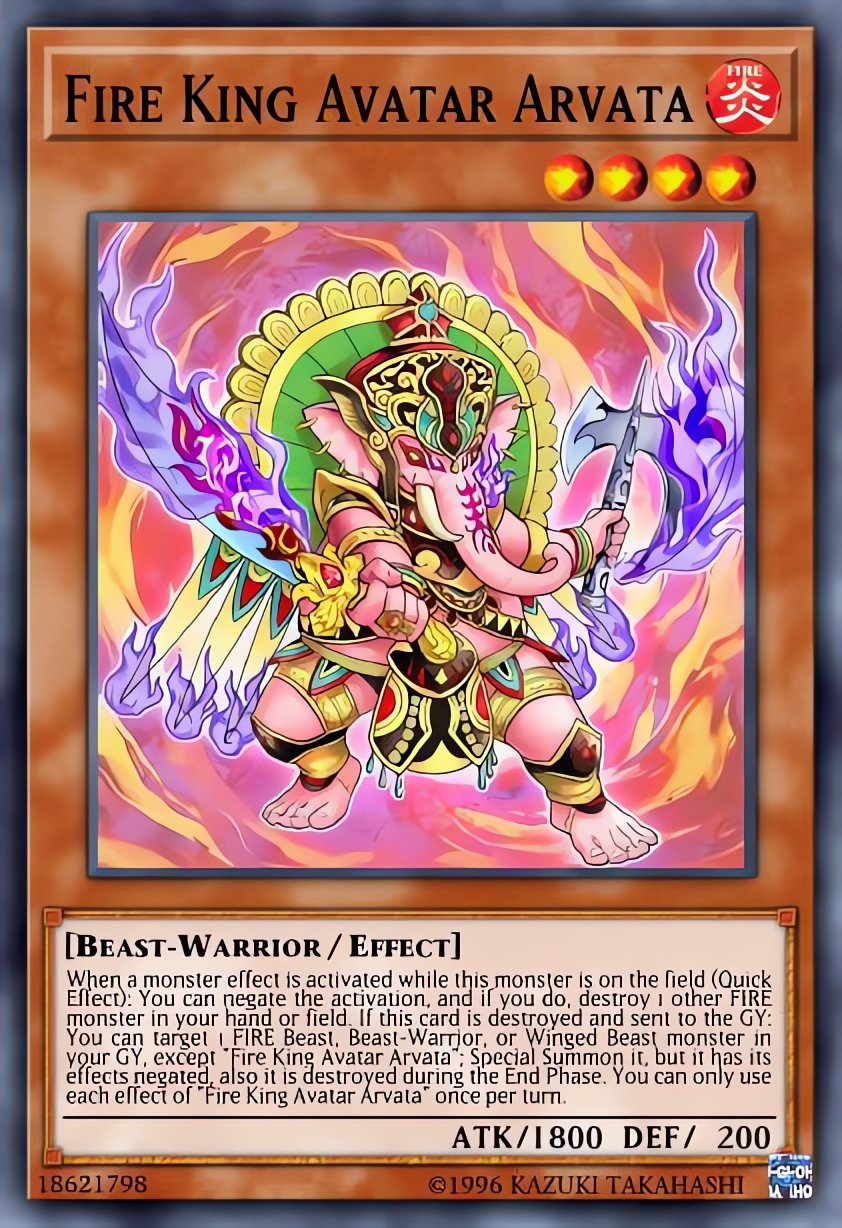 Fire King Avatar Arvata
FIRE
炎
[Beast-Warrior / Effect]
When a monster effect is activated while this monster is on the field (Quick
Effect): You can negate the activation, and if you do, destroy 1 other FIRE
monster in your hand or field. If this card is destroyed and sent to the GY:
You can target 1 FIRE Beast, Beast-Warrior, or Winged Beast monster in
your GY, except "Fire King Avatar Arvata"; Special Summon it, but it has its
effects negated, also it is destroyed during the End Phase. You can only use
each effect of "Fire King Avatar Arvata" once per turn.
ATK/1800 DEF/ 200
18621798
©1996 KAZUKI TAKAHASHI